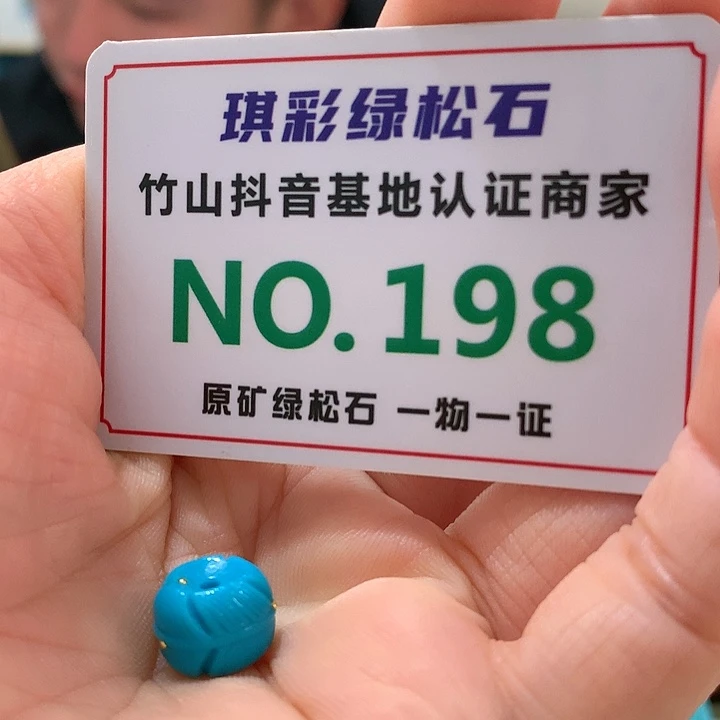 琪彩绿松石
竹山抖音基地认证商家
NO.198
原矿绿松石 一物一证